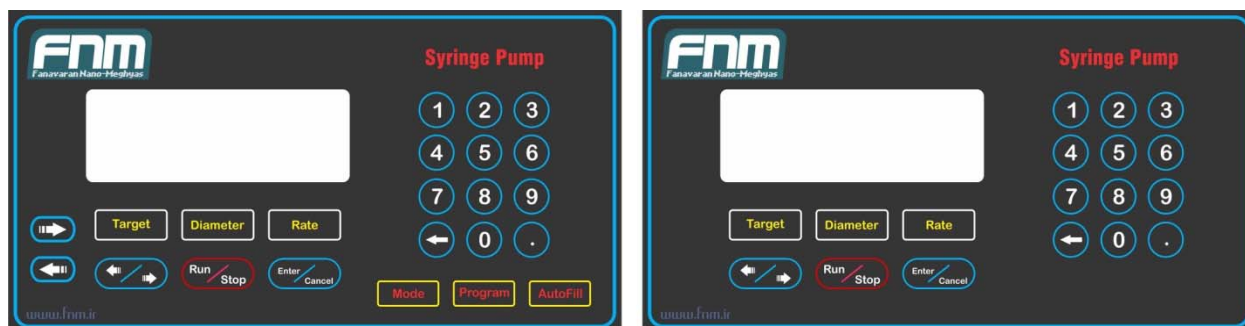 FNM
Fanavaran Nano-Meghyas
Syringe Pump
1 2 3
4 5 6
7 8 9
0 .
Target Diameter Rate
Run/Stop Enter/Cancel
Mode Program AutoFill
www.fnm.ir
FNM
Fanavaran Nano-Meghyas
Syringe Pump
1 2 3
4 5 6
7 8 9
0 .
Target Diameter Rate
Run/Stop Enter/Cancel
www.fnm.ir